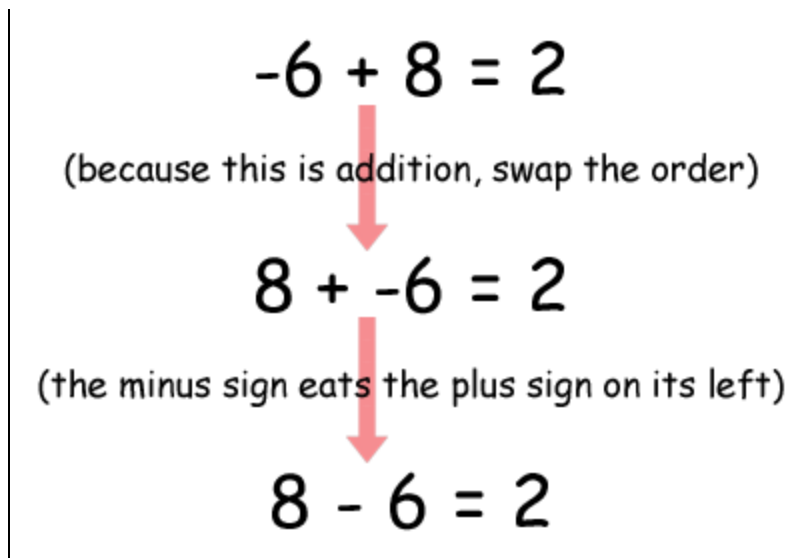 -6 + 8 = 2
(because this is addition, swap the order)
8 + -6 = 2
(the minus sign eats the plus sign on its left)
8 - 6 = 2